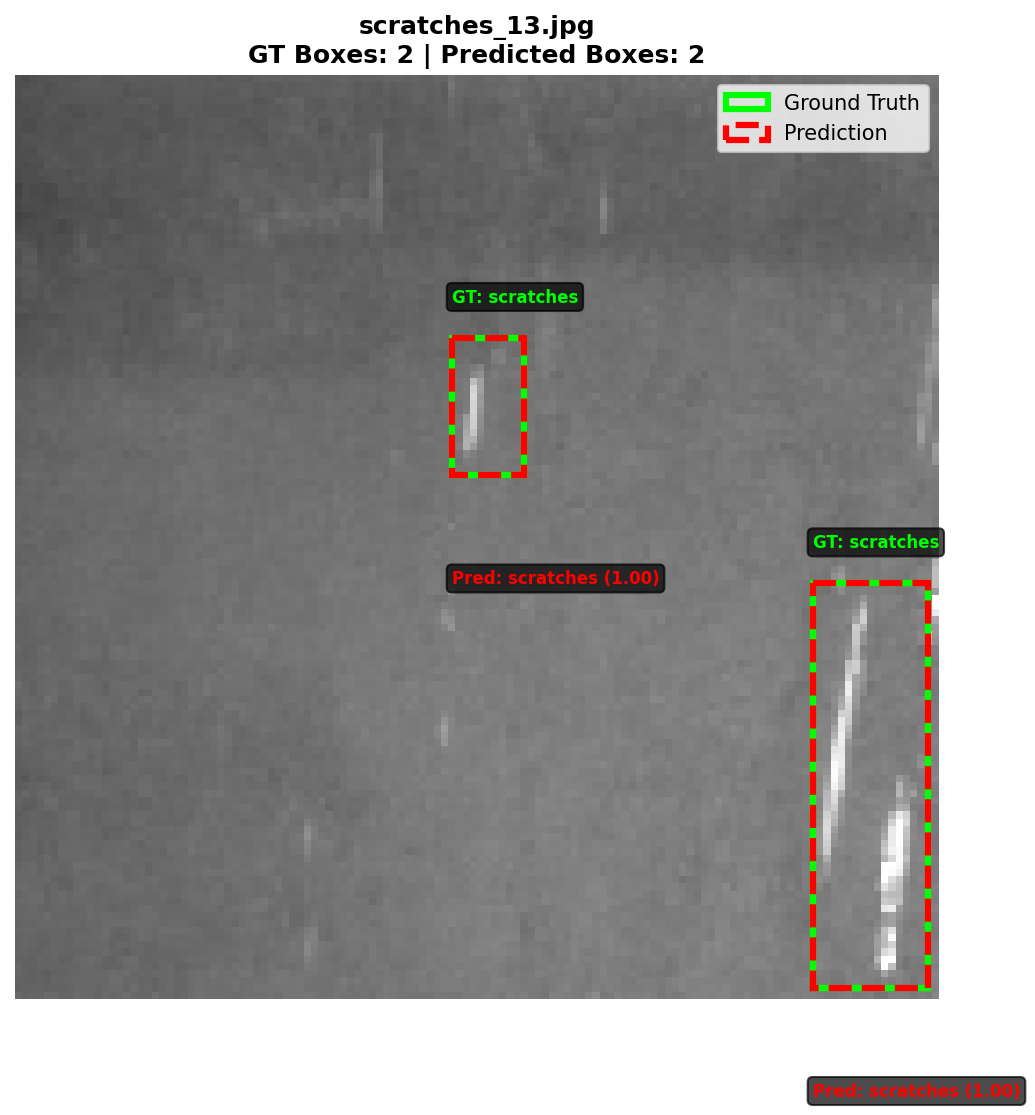 scratches_13.jpg
GT Boxes: 2 | Predicted Boxes: 2
Ground Truth
Prediction
GT: scratches
GT: scratches
Pred: scratches (1.00)
Pred: scratches (1.00)